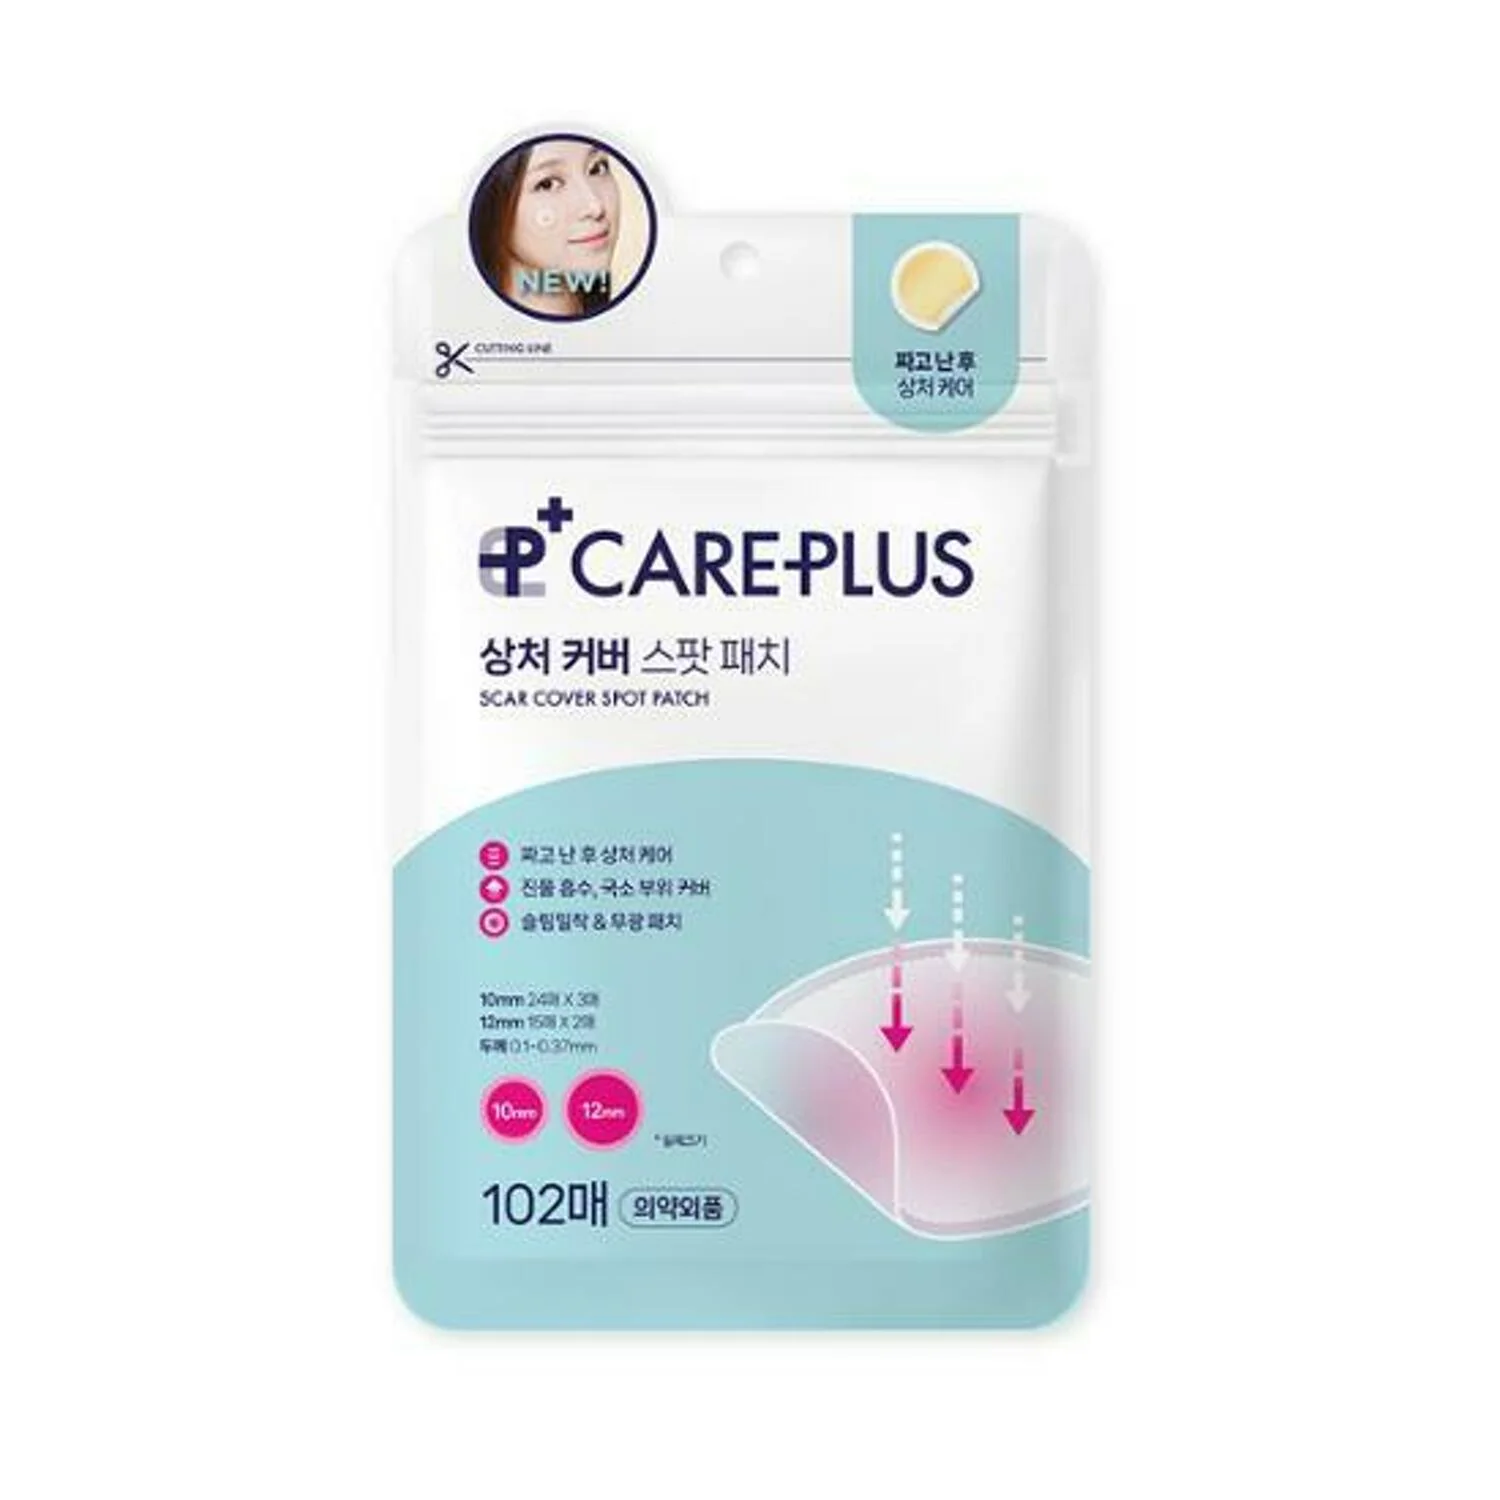 NEW!
CUTTING LINE
짜고 난 후
상처 케어
CARE+PLUS
상처 커버 스팟 패치
SCAR COVER SPOT PATCH
짜고 난 후 상처 케어
진물 흡수, 국소 부위 커버
슬림밀착 & 무광 패치
10mm 24매 X 3매
12mm 15매 X 2매
두께 0.1~0.37mm
10mm 12mm
*실제크기
102매 의약외품